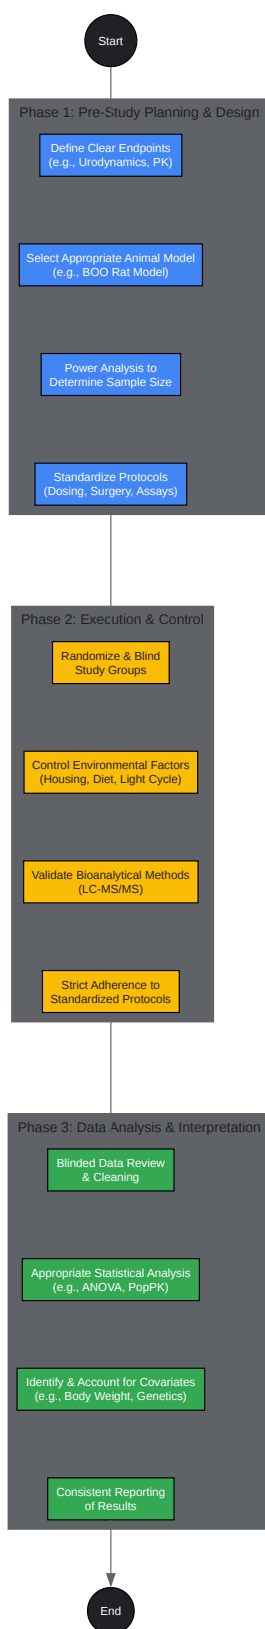 Start
Phase 1: Pre-Study Planning & Design
Define Clear Endpoints
(e.g., Urodynamics, PK)
Select Appropriate Animal Model
(e.g., BOO Rat Model)
Power Analysis to
Determine Sample Size
Standardize Protocols
(Dosing, Surgery, Assays)
Phase 2: Execution & Control
Randomize & Blind
Study Groups
Control Environmental Factors
(Housing, Diet, Light Cycle)
Validate Bioanalytical Methods
(LC-MS/MS)
Strict Adherence to
Standardized Protocols
Phase 3: Data Analysis & Interpretation
Blinded Data Review
& Cleaning
Appropriate Statistical Analysis
(e.g., ANOVA, PopPK)
Identify & Account for Covariates
(e.g., Body Weight, Genetics)
Consistent Reporting
of Results
End